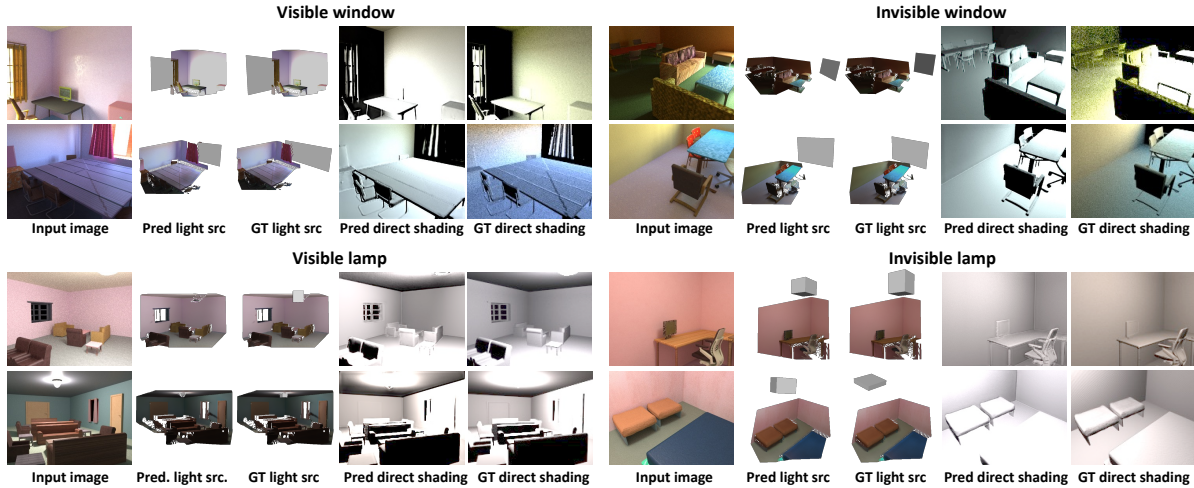 Visible window
Invisible window
Input image Pred light src GT light src Pred direct shading GT direct shading
Input image Pred light src GT light src Pred direct shading GT direct shading
Visible lamp
Invisible lamp
Input image Pred. light src. GT light src Pred direct shading GT direct shading
Input image Pred light src GT light src Pred direct shading GT direct shading